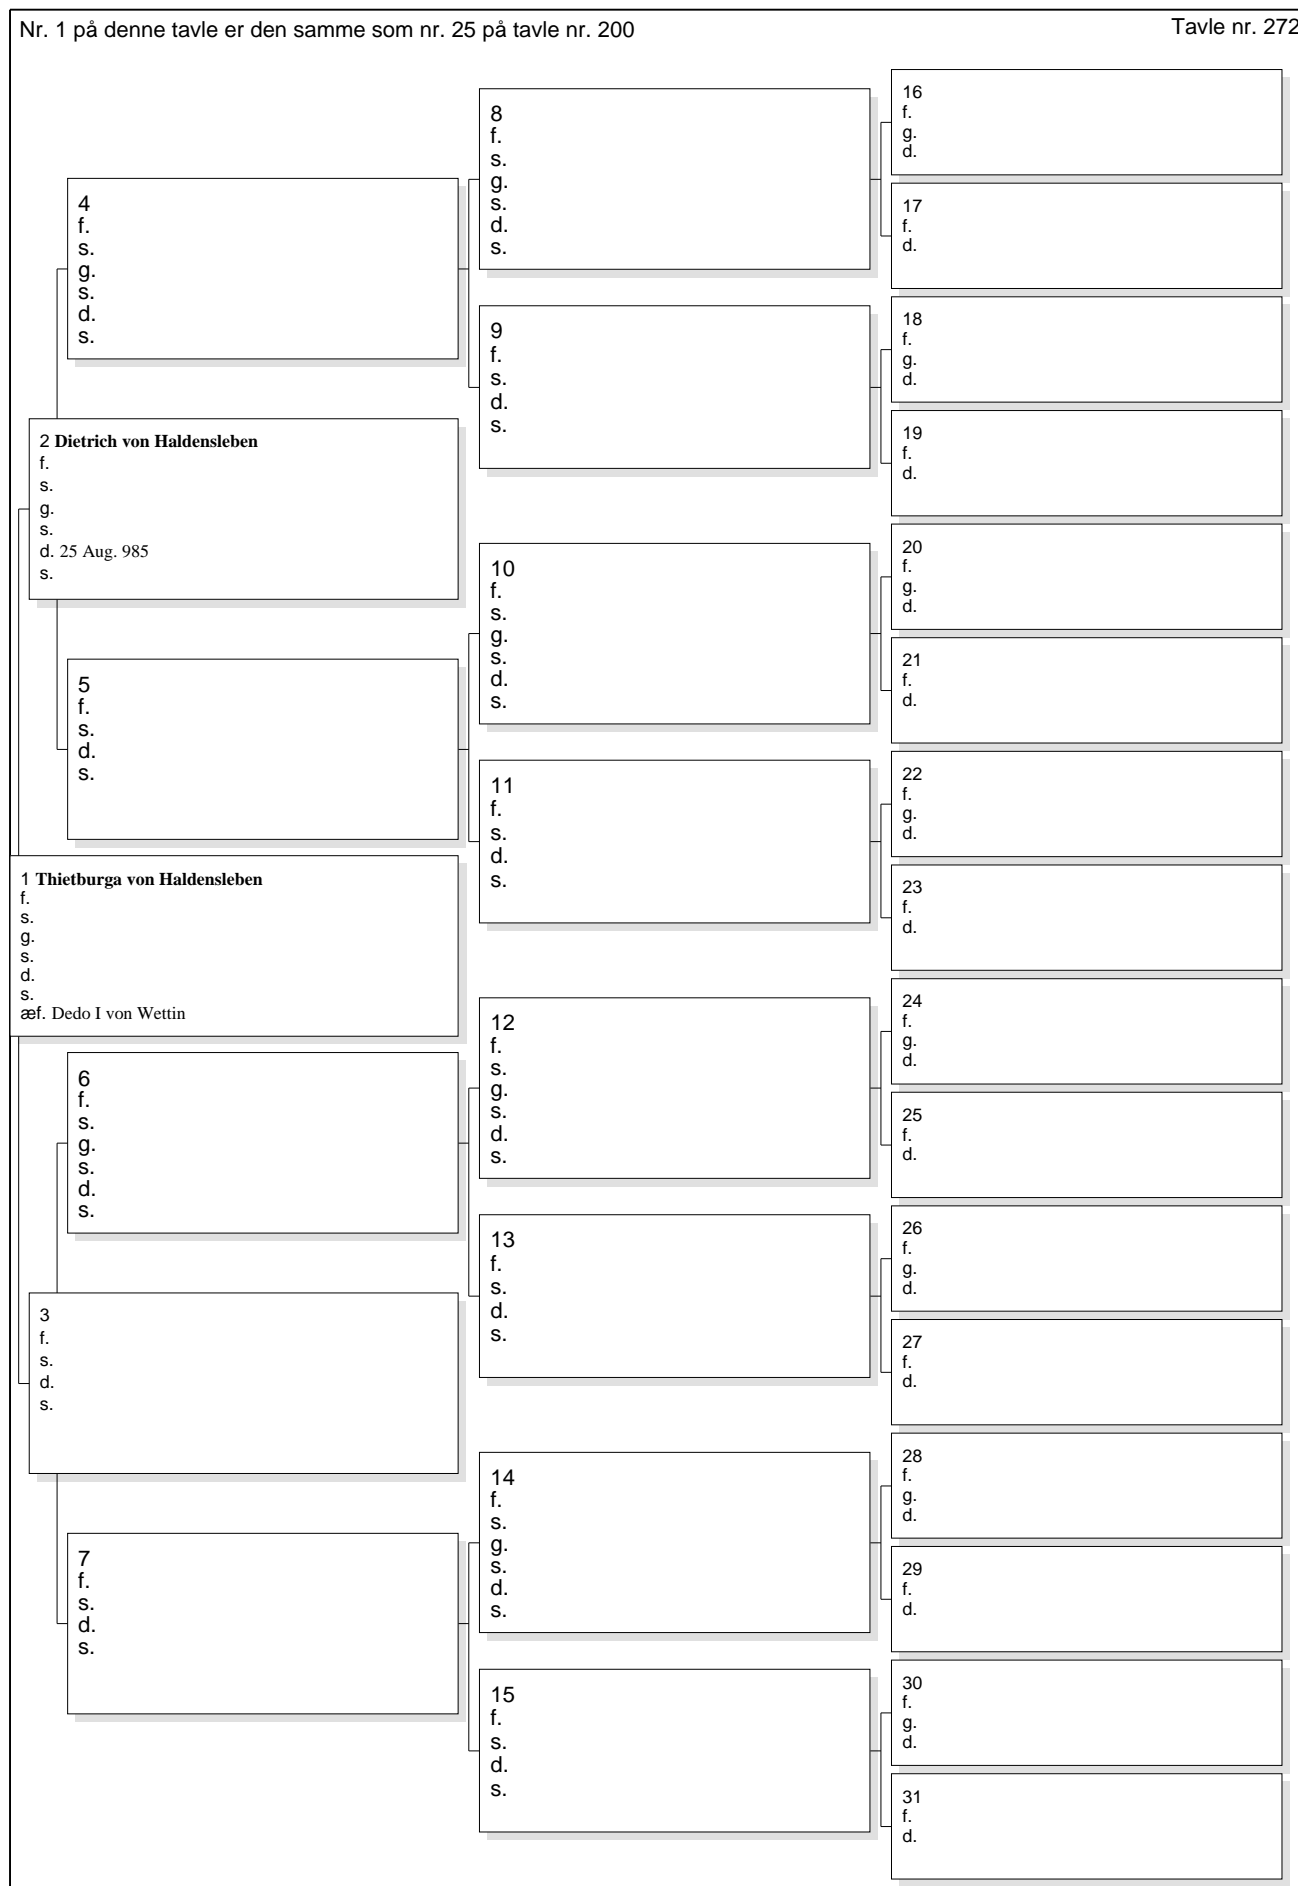 Nr. 1 på denne tavle er den samme som nr. 25 på tavle nr. 200
Tavle nr. 272
1 Thietburga von Haldensleben
f.
s.
g.
s.
d.
s.
æf. Dedo I von Wettin
2 Dietrich von Haldensleben
f.
s.
g.
s.
d. 25 Aug. 985
s.
3
f.
s.
d.
s.
4
f.
s.
g.
s.
d.
s.
5
f.
s.
d.
s.
6
f.
s.
g.
s.
d.
s.
7
f.
s.
d.
s.
8
f.
s.
g.
s.
d.
s.
9
f.
s.
d.
s.
10
f.
s.
g.
s.
d.
s.
11
f.
s.
d.
s.
12
f.
s.
g.
s.
d.
s.
13
f.
s.
d.
s.
14
f.
s.
g.
s.
d.
s.
15
f.
s.
d.
s.
16
f.
g.
d.
17
f.
d.
18
f.
g.
d.
19
f.
d.
20
f.
g.
d.
21
f.
d.
22
f.
g.
d.
23
f.
d.
24
f.
g.
d.
25
f.
d.
26
f.
g.
d.
27
f.
d.
28
f.
g.
d.
29
f.
d.
30
f.
g.
d.
31
f.
d.